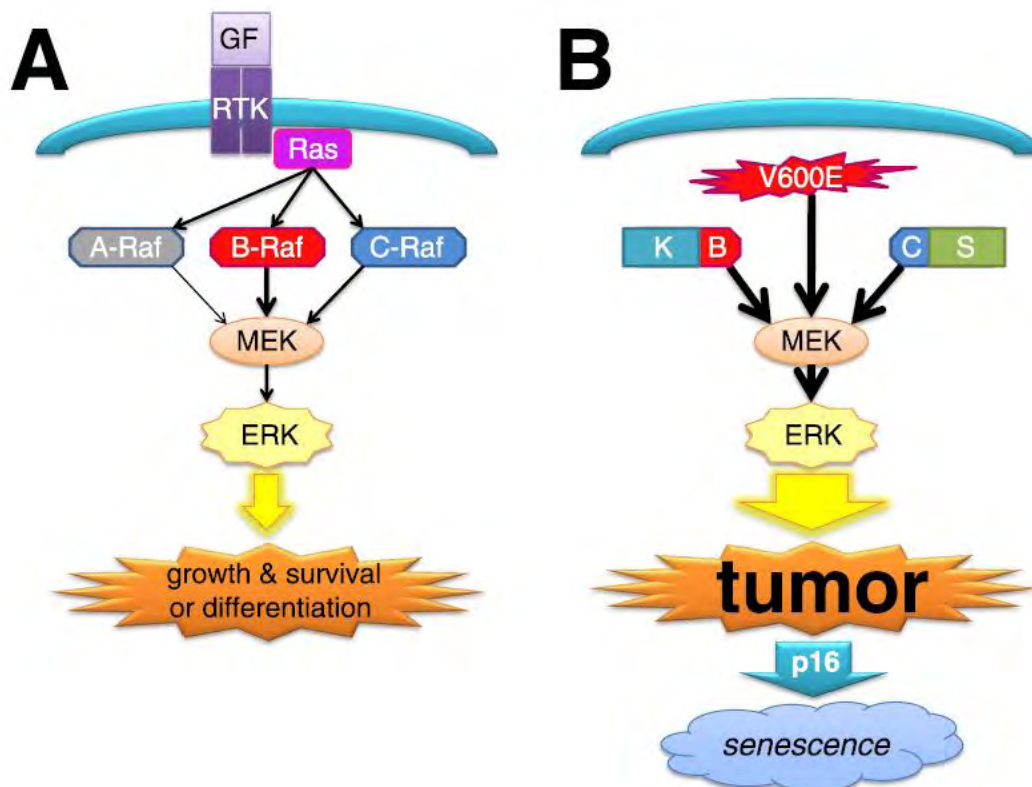 A
GF
RTK
Ras
A-Raf
B-Raf
C-Raf
MEK
ERK
growth & survival
or differentiation
B
V600E
K
B
C
S
MEK
ERK
tumor
p16
senescence